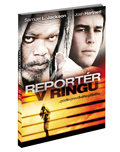 Samuel L. Jackson Josh Hartnett
REPORTÉR
V RINGU